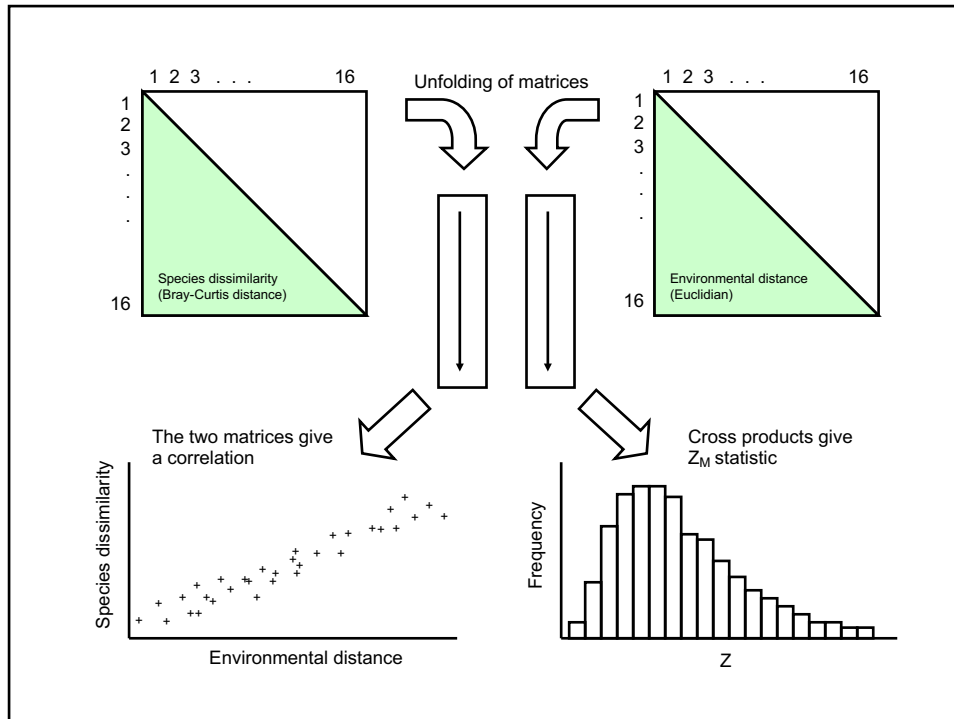 1 2 3 . . . 16
1
2
3
.
.
.
16
Species dissimilarity
(Bray-Curtis distance)
Unfolding of matrices
1 2 3 . . . 16
1
2
3
.
.
.
16
Environmental distance
(Euclidian)
The two matrices give
a correlation
Species dissimilarity
Environmental distance
Cross products give
Z_M statistic
Frequency
Z